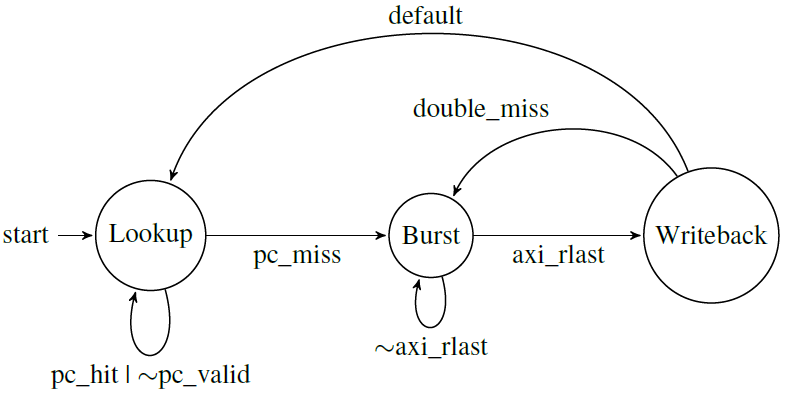 default
double_miss
start
Lookup
Burst
Writeback
pc_miss
axi_rlast
~axi_rlast
pc_hit | ~pc_valid